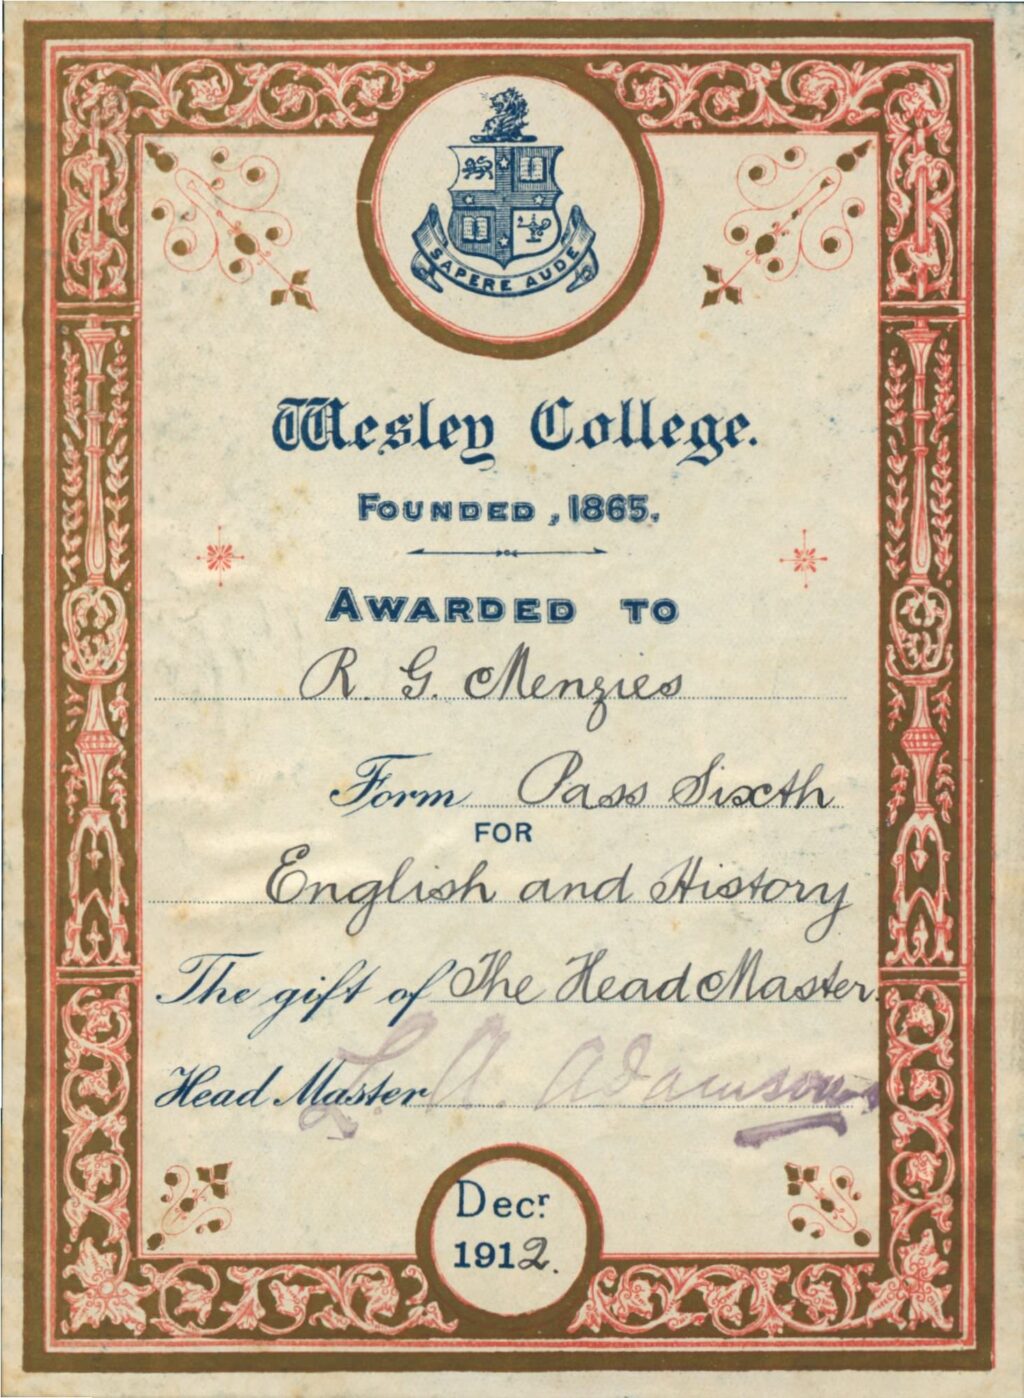 SAPERE AUDE
Wesley College.
FOUNDED, 1865.
AWARDED TO
R. G. Menzies
Form Pass Sixth
FOR
English and History
The gift of The Head Master.
Head Master L. A. Adamson
Decr.
1912.